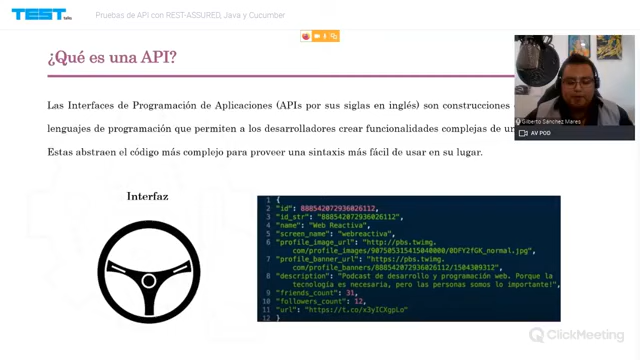 TEST
talks
Pruebas de API con REST-ASSURED, Java y Cucumber
¿Qué es una API?
Las Interfaces de Programación de Aplicaciones (APIs por sus siglas en inglés) son construcciones
lenguajes de programación que permiten a los desarrolladores crear funcionalidades complejas de un
Estas abstraen el código más complejo para proveer una sintaxis más fácil de usar en su lugar.
Gilberto Sánchez Mares
AV POD
Interfaz
1 {
2 "id": 888542072936026112,
3 "id_str": "888542072936026112",
4 "name": "Web Reactiva",
5 "screen_name": "webreactiva",
6 "profile_image_url": "http://pbs.twimg.
com/profile_images/907505315415040000/8DFY2fGK_normal.jpg",
7 "profile_banner_url": "https://pbs.twimg.
com/profile_banners/888542072936026112/1504309312",
8 "description": "Podcast de desarrollo y programación web. Porque la
tecnología es necesaria, pero las personas somos lo importante!",
9 "friends_count": 31,
10 "followers_count": 12,
11 "url": "https://t.co/x3yICXgpLo"
12 }
ClickMeeting